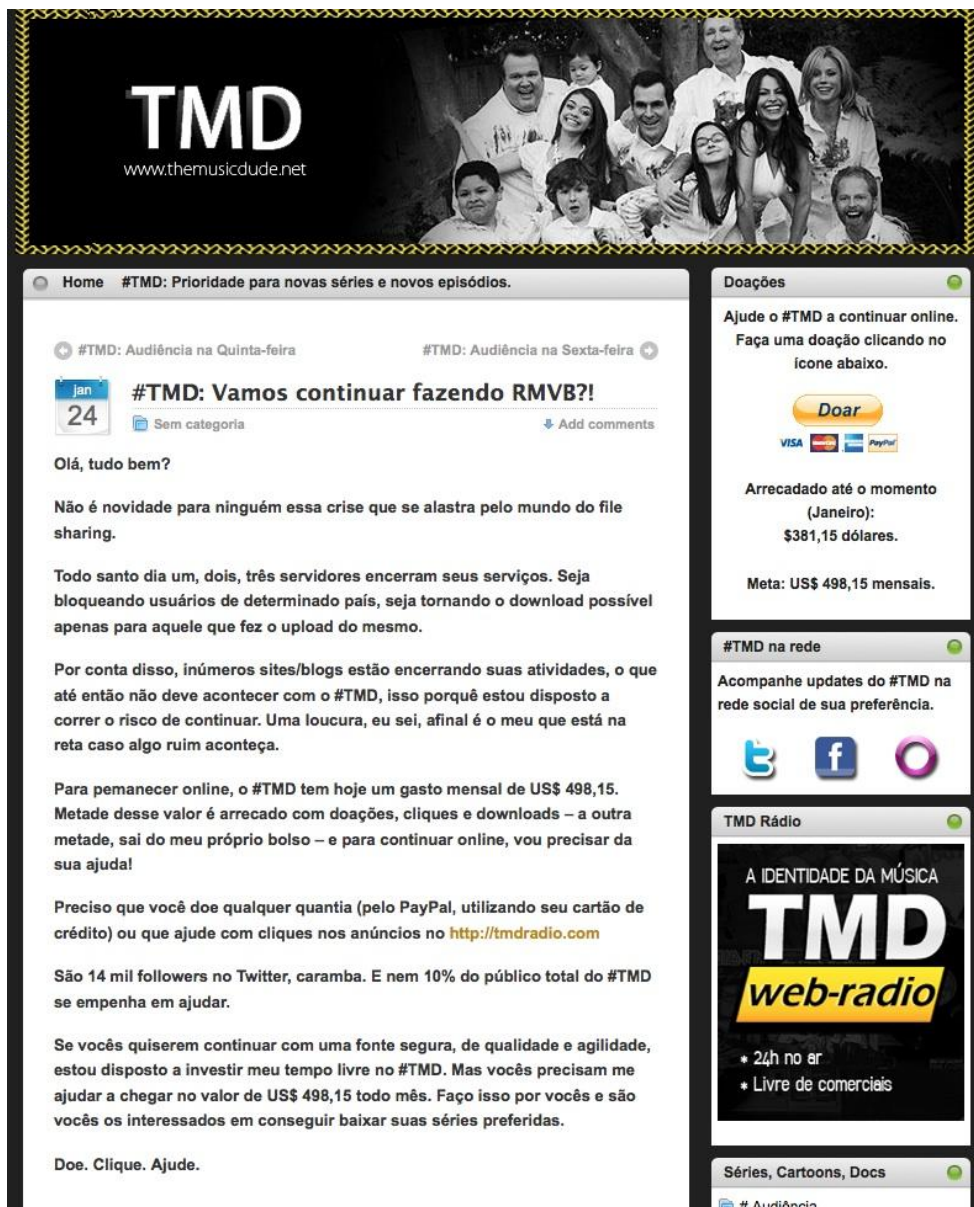 TMD
www.themusicdude.net
Home #TMD: Prioridade para novas séries e novos episódios.
#TMD: Audiência na Quinta-feira #TMD: Audiência na Sexta-feira
jan
24
#TMD: Vamos continuar fazendo RMVB?!
Sem categoria Add comments
Olá, tudo bem?
Não é novidade para ninguém essa crise que se alastra pelo mundo do file
sharing.
Todo santo dia um, dois, três servidores encerram seus serviços. Seja
bloqueando usuários de determinado país, seja tornando o download possível
apenas para aquele que fez o upload do mesmo.
Por conta disso, inúmeros sites/blogs estão encerrando suas atividades, o que
até então não deve acontecer com o #TMD, isso porquê estou disposto a
correr o risco de continuar. Uma loucura, eu sei, afinal é o meu que está na
reta caso algo ruim aconteça.
Para pemanecer online, o #TMD tem hoje um gasto mensal de US$ 498,15.
Metade desse valor é arrecado com doações, cliques e downloads – a outra
metade, sai do meu próprio bolso – e para continuar online, vou precisar da
sua ajuda!
Preciso que você doe qualquer quantia (pelo PayPal, utilizando seu cartão de
crédito) ou que ajude com cliques nos anúncios no http://tmdradio.com
São 14 mil followers no Twitter, caramba. E nem 10% do público total do #TMD
se empenha em ajudar.
Se vocês quiserem continuar com uma fonte segura, de qualidade e agilidade,
estou disposto a investir meu tempo livre no #TMD. Mas vocês precisam me
ajudar a chegar no valor de US$ 498,15 todo mês. Faço isso por vocês e são
vocês os interessados em conseguir baixar suas séries preferidas.
Doe. Clique. Ajude.
Doações
Ajude o #TMD a continuar online.
Faça uma doação clicando no
ícone abaixo.
Doar
VISA PayPal
Arrecadado até o momento
(Janeiro):
$381,15 dólares.
Meta: US$ 498,15 mensais.
#TMD na rede
Acompanhe updates do #TMD na
rede social de sua preferência.
TMD Rádio
A IDENTIDADE DA MÚSICA
TMD
web-radio
* 24h no ar
* Livre de comerciais
Séries, Cartoons, Docs
# Audiência